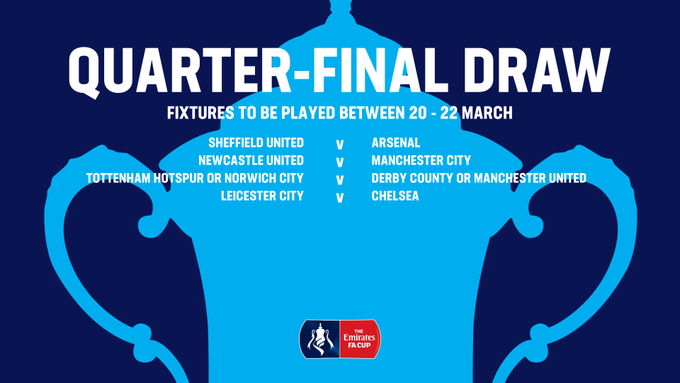 QUARTER-FINAL DRAW
FIXTURES TO BE PLAYED BETWEEN 20 - 22 MARCH
SHEFFIELD UNITED v ARSENAL
NEWCASTLE UNITED v MANCHESTER CITY
TOTTENHAM HOTSPUR OR NORWICH CITY v DERBY COUNTY OR MANCHESTER UNITED
LEICESTER CITY v CHELSEA
THE
Emirates
FA CUP